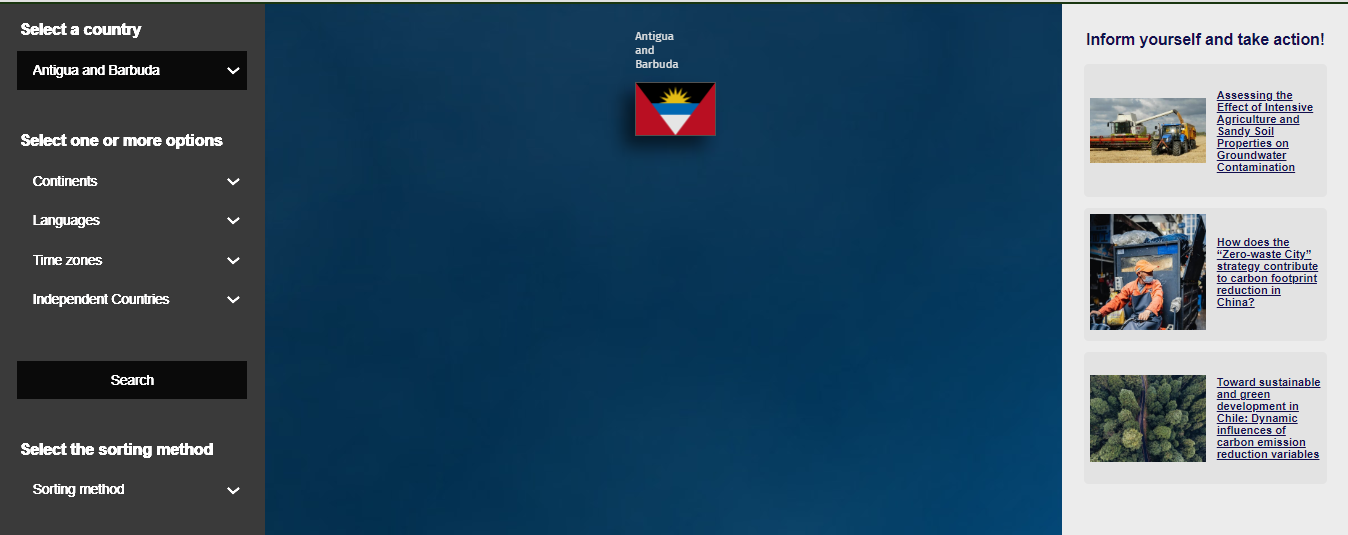 Select a country
Antigua and Barbuda
Select one or more options
Continents
Languages
Time zones
Independent Countries
Search
Select the sorting method
Sorting method
Antigua
and
Barbuda
Inform yourself and take action!
Assessing the
Effect of Intensive
Agriculture and
Sandy Soil
Properties on
Groundwater
Contamination
How does the
“Zero-waste City”
strategy contribute
to carbon footprint
reduction in
China?
Toward sustainable
and green
development in
Chile: Dynamic
influences of
carbon emission
reduction variables